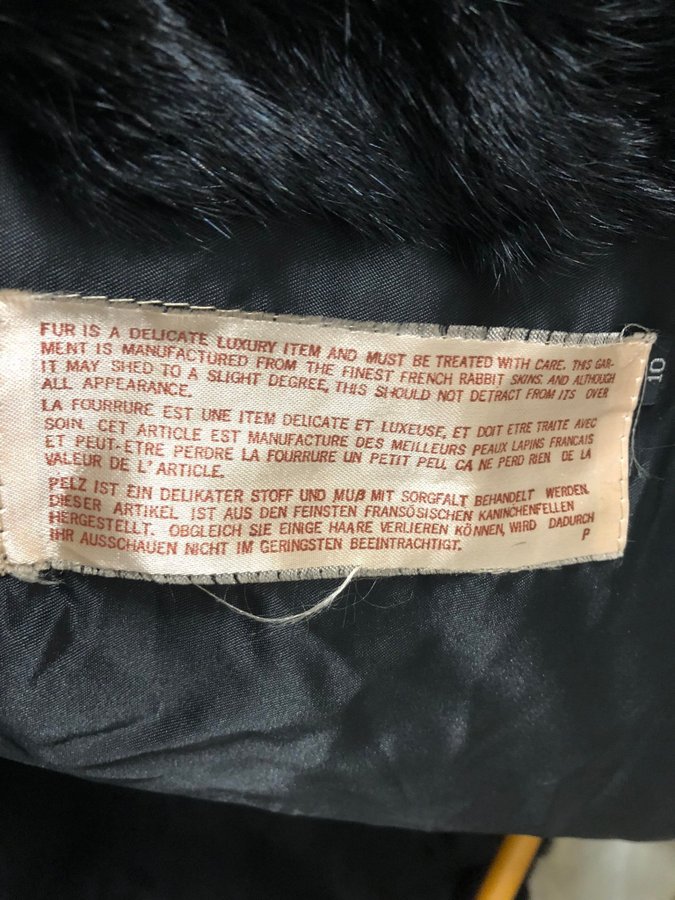 FUR IS A DELICATE LUXURY ITEM AND MUST BE TREATED WITH CARE. THIS GAR-
MENT IS MANUFACTURED FROM THE FINEST FRENCH RABBIT SKINS. AND ALTHOUGH
IT MAY SHED TO A SLIGHT DEGREE, THIS SHOULD NOT DETRACT FROM ITS OVER
ALL APPEARANCE.
LA FOURRURE EST UNE ITEM DELICATE ET LUXEUSE, ET DOIT ETRE TRAITE AVEC
SOIN. CET ARTICLE EST MANUFACTURE DES MEILLEURS PEAUX LAPINS FRANCAIS
ET PEUT-ETRE PERDRE LA FOURRURE UN PETIT PEU, CA NE PERD RIEN DE LA
VALEUR DE L'ARTICLE.
PELZ IST EIN DELIKATER STOFF UND MUß MIT SORGFALT BEHANDELT WERDEN.
DIESER ARTIKEL IST AUS DEN FEINSTEN FRANSÖSISCHEN KANINCHENFELLEN
HERGESTELLT. OBGLEICH SIE EINIGE HAARE VERLIEREN KÖNNEN, WIRD DADURCH
IHR AUSSCHAUEN NICHT IM GERINGSTEN BEEINTRACHTIGT. P
10